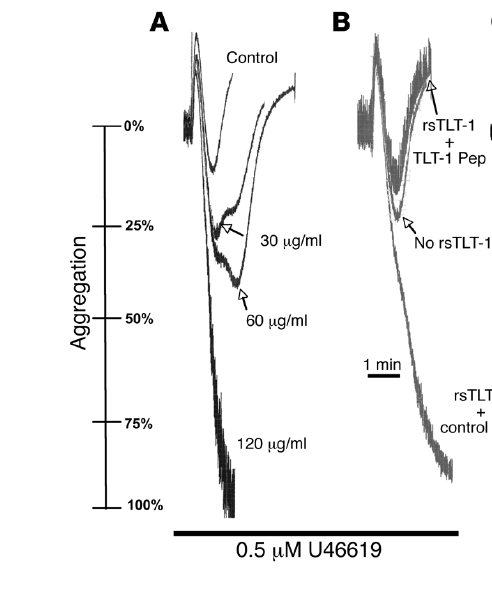 A
B
Control
0%
rsTLT-1
+
TLT-1 Pep
25%
30 µg/ml
No rsTLT-1
Aggregation
50%
60 µg/ml
1 min
rsTLT
+
control
75%
120 µg/ml
100%
0.5 µM U46619